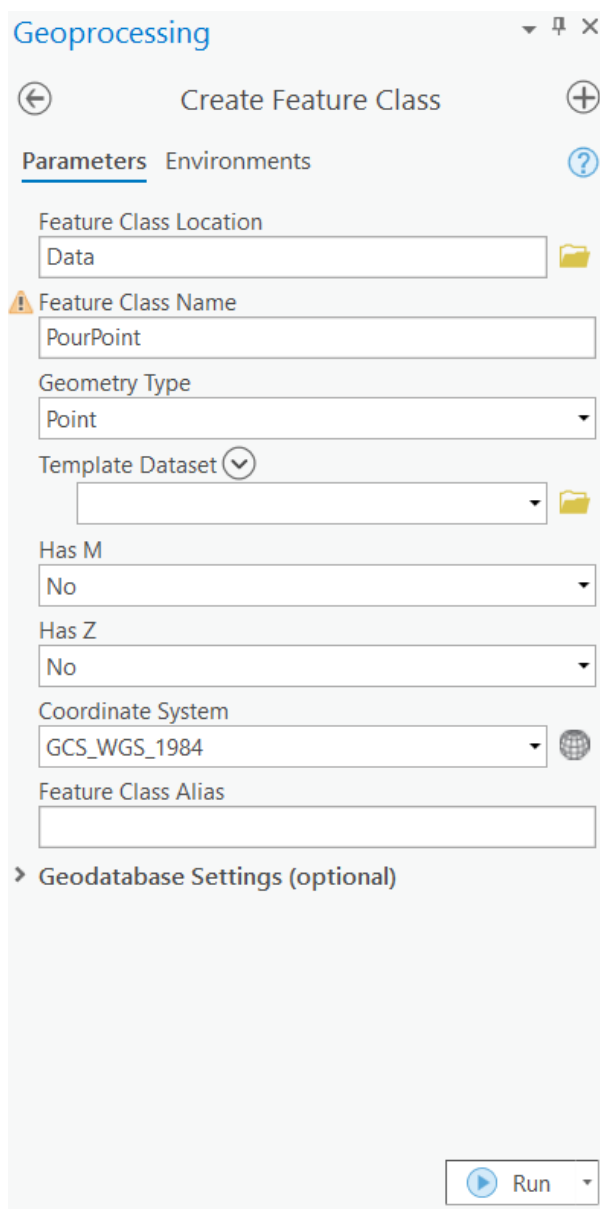 Geoprocessing
Create Feature Class
Parameters Environments
Feature Class Location
Data
Feature Class Name
PourPoint
Geometry Type
Point
Template Dataset
Has M
No
Has Z
No
Coordinate System
GCS_WGS_1984
Feature Class Alias
Geodatabase Settings (optional)
Run